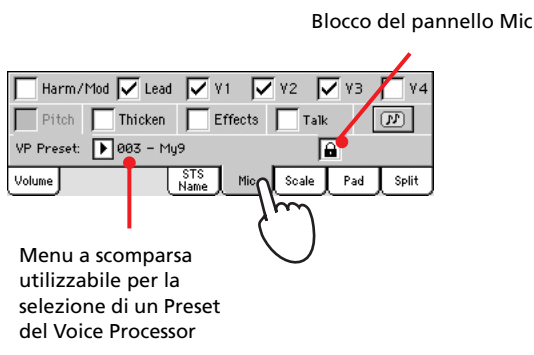 Blocco del pannello Mic
Harm/Mod Lead V1 V2 V3 V4
Pitch Thicken Effects Talk
VP Preset: 003 - My9
Volume STS Name Mic Scale Pad Split
Menu a scomparsa
utilizzabile per la
selezione di un Preset
del Voice Processor